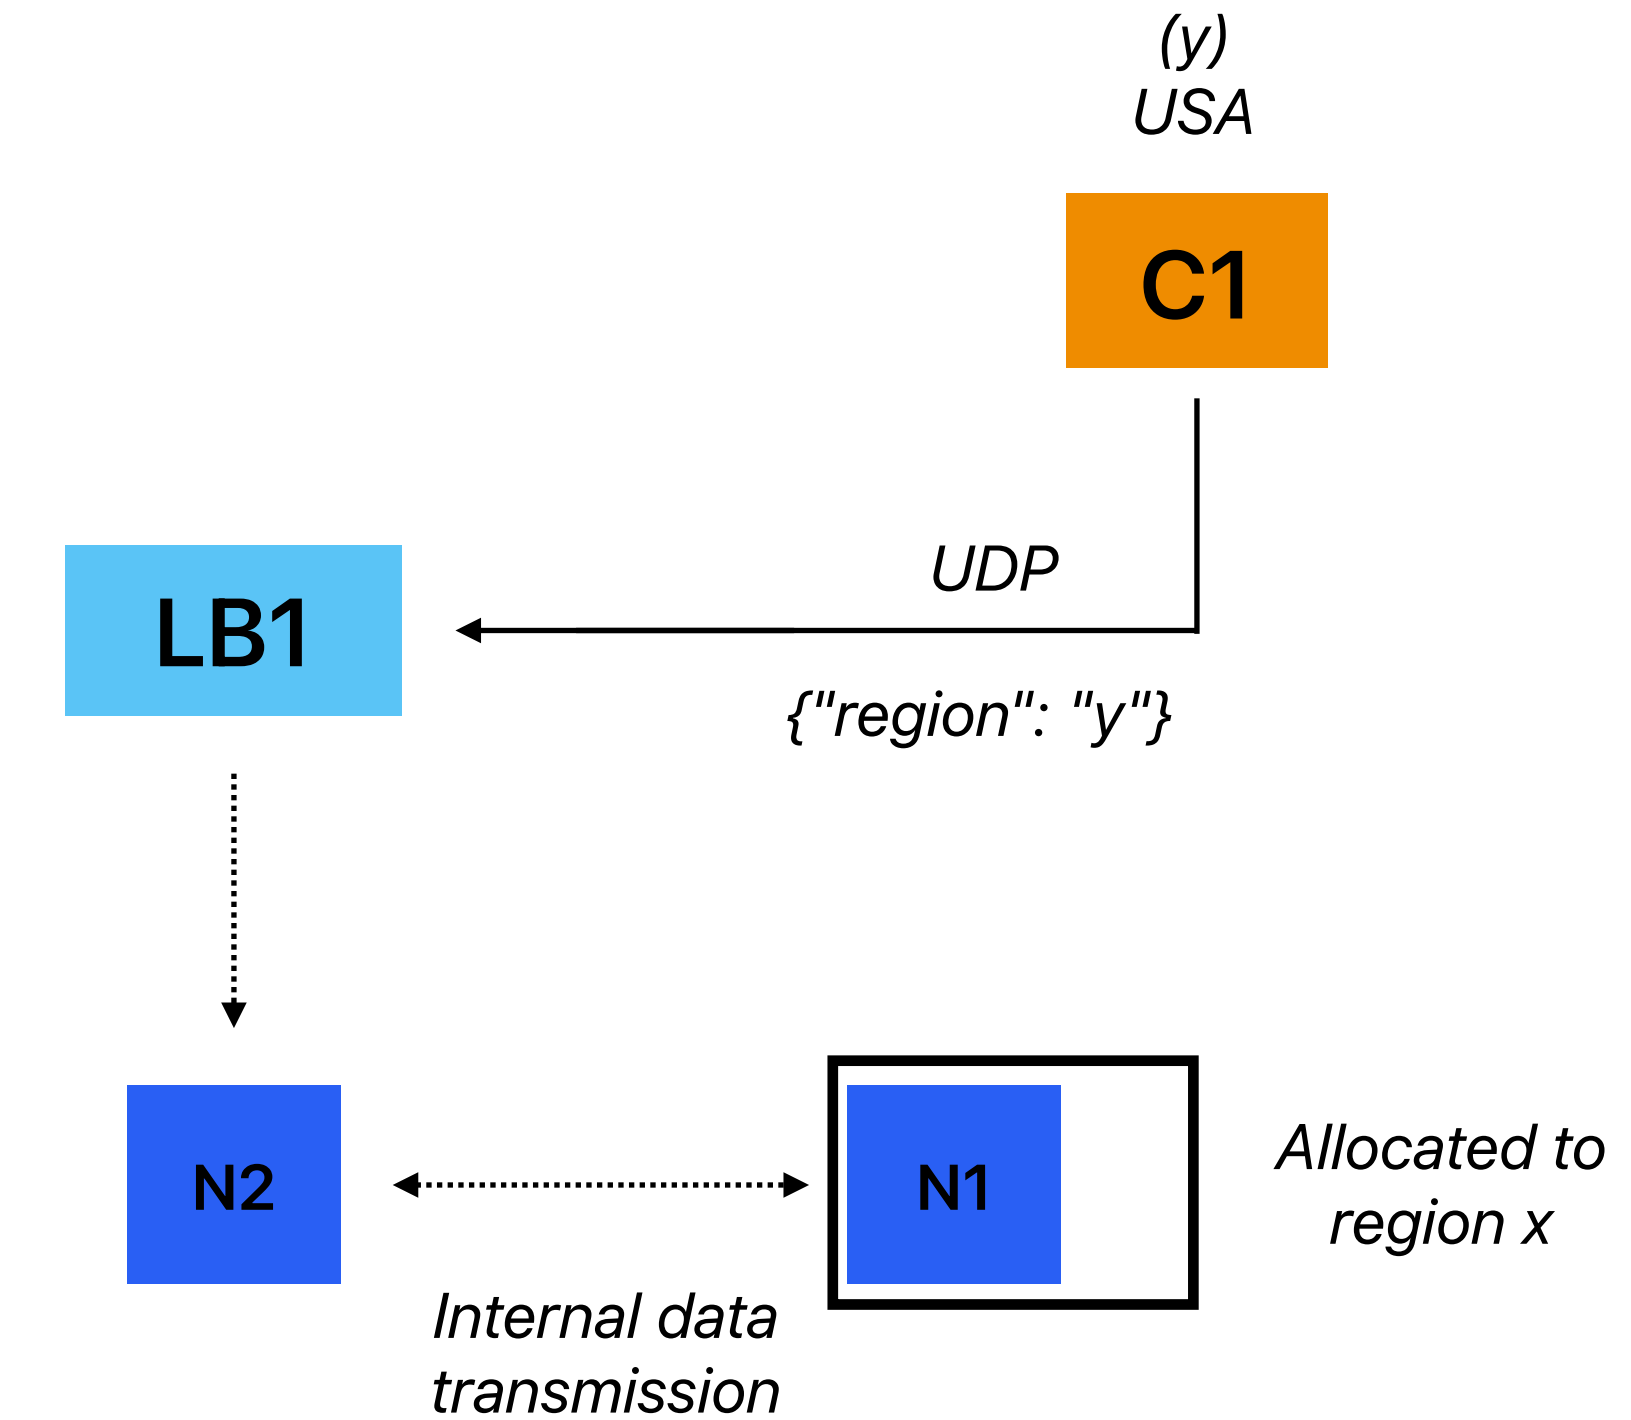 (y)
USA
C1
UDP
LB1
{"region": "y"}
N2
N1
Allocated to
region x
Internal data
transmission